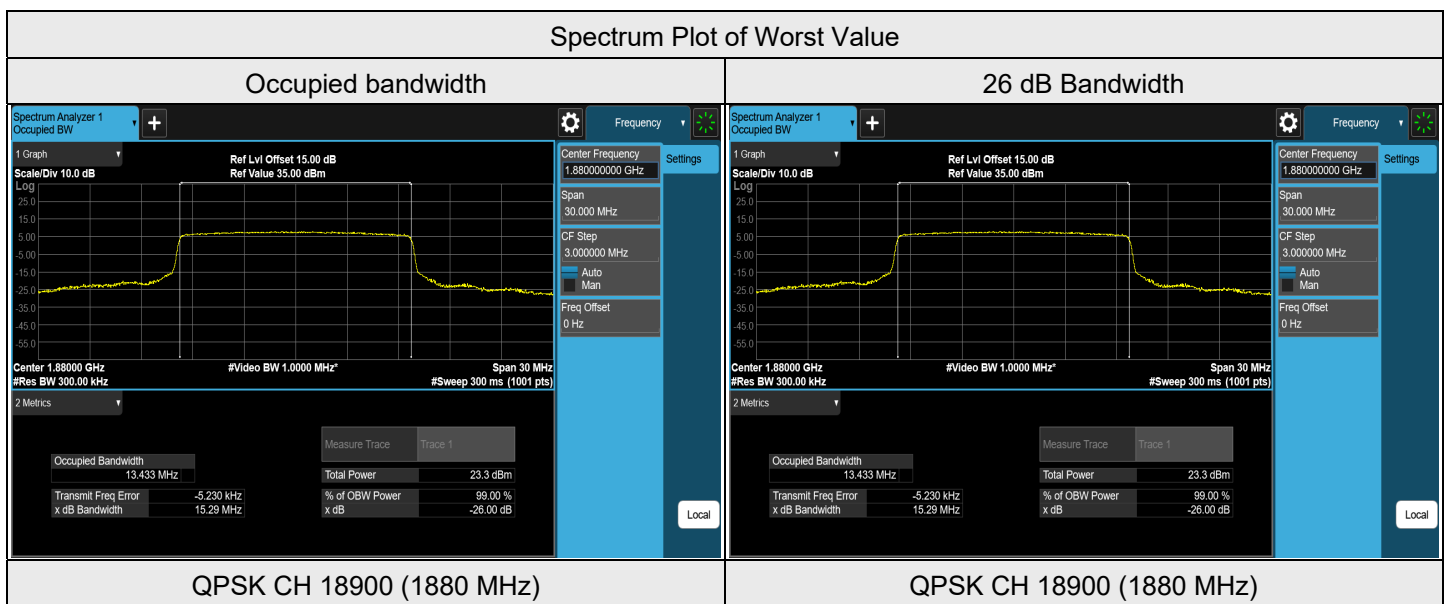 Spectrum Plot of Worst Value
Occupied bandwidth
26 dB Bandwidth
Spectrum Analyzer 1
Occupied BW
+
Frequency
1 Graph
Ref Lvl Offset 15.00 dB
Scale/Div 10.0 dB
Ref Value 35.00 dBm
Log
25.0
15.0
5.00
-5.00
-15.0
-25.0
-35.0
-45.0
-55.0
Center 1.88000 GHz
#Video BW 1.0000 MHz*
Span 30 MHz
#Res BW 300.00 kHz
#Sweep 300 ms (1001 pts)
Center Frequency
1.880000000 GHz
Settings
Span
30.000 MHz
CF Step
3.000000 MHz
Auto
Man
Freq Offset
0 Hz
2 Metrics
Measure Trace Trace 1
Occupied Bandwidth
13.433 MHz
Total Power 23.3 dBm
Transmit Freq Error -5.230 kHz
% of OBW Power 99.00 %
x dB Bandwidth 15.29 MHz
x dB -26.00 dB
Local
Spectrum Analyzer 1
Occupied BW
+
Frequency
1 Graph
Ref Lvl Offset 15.00 dB
Scale/Div 10.0 dB
Ref Value 35.00 dBm
Log
25.0
15.0
5.00
-5.00
-15.0
-25.0
-35.0
-45.0
-55.0
Center 1.88000 GHz
#Video BW 1.0000 MHz*
Span 30 MHz
#Res BW 300.00 kHz
#Sweep 300 ms (1001 pts)
Center Frequency
1.880000000 GHz
Settings
Span
30.000 MHz
CF Step
3.000000 MHz
Auto
Man
Freq Offset
0 Hz
2 Metrics
Measure Trace Trace 1
Occupied Bandwidth
13.433 MHz
Total Power 23.3 dBm
Transmit Freq Error -5.230 kHz
% of OBW Power 99.00 %
x dB Bandwidth 15.29 MHz
x dB -26.00 dB
Local
QPSK CH 18900 (1880 MHz)
QPSK CH 18900 (1880 MHz)